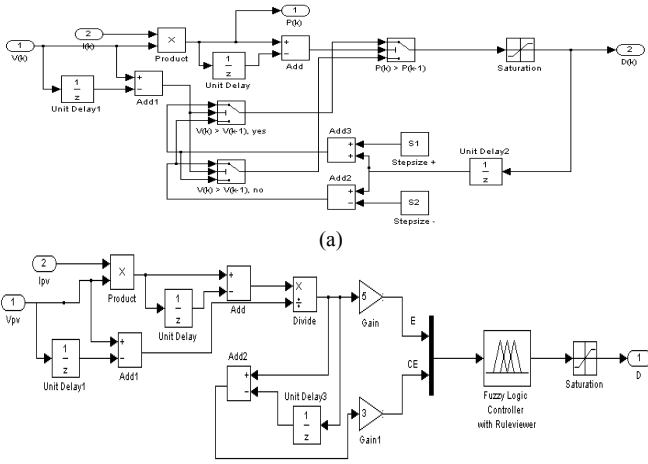 1
P(k)
2
I(k)
1
V(k)
X
Product
1
z
Unit Delay
+
−
Add
P(k) > P(k-1)
Saturation
2
D(k)
1
z
Unit Delay1
+
−
Add1
V(k) > V(k-1), yes
V(k) > V(k-1), no
Add3
+
+
S1
Stepsize +
Unit Delay2
1
z
Add2
+
−
S2
Stepsize -
(a)
2
Ipv
1
Vpv
X
Product
1
z
Unit Delay
+
−
Add
X
÷
Divide
5
Gain
E
CE
1
z
Unit Delay1
+
−
Add1
Add2
+
−
Unit Delay3
1
z
3
Gain1
Fuzzy Logic
Controller
with Ruleviewer
Saturation
1
D